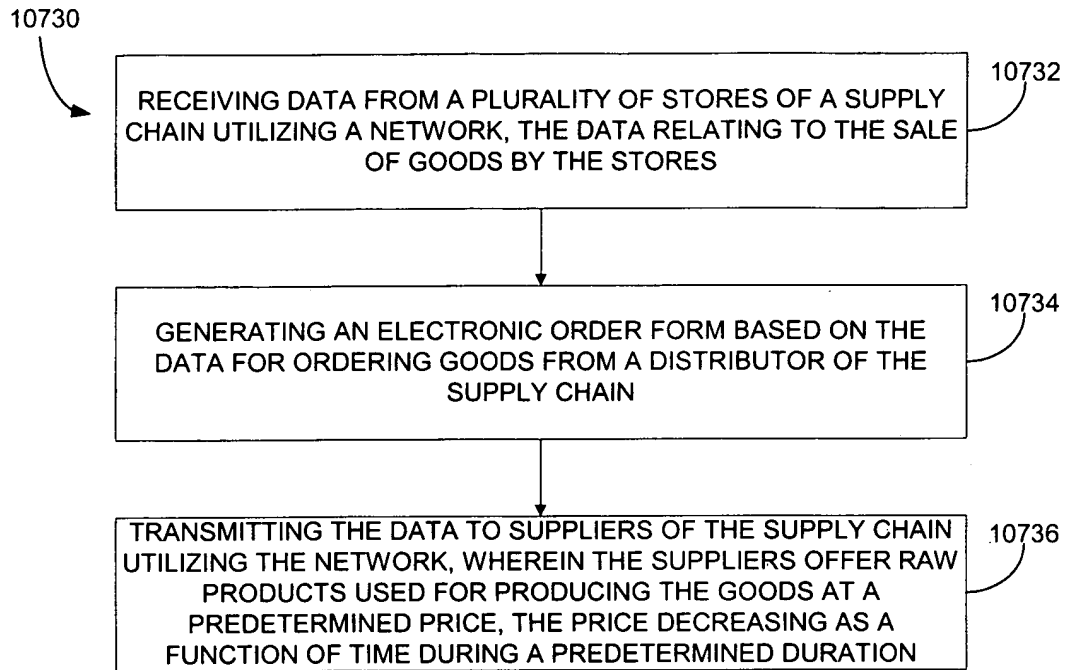 10730
10732
RECEIVING DATA FROM A PLURALITY OF STORES OF A SUPPLY
CHAIN UTILIZING A NETWORK, THE DATA RELATING TO THE SALE
OF GOODS BY THE STORES
10734
GENERATING AN ELECTRONIC ORDER FORM BASED ON THE
DATA FOR ORDERING GOODS FROM A DISTRIBUTOR OF THE
SUPPLY CHAIN
10736
TRANSMITTING THE DATA TO SUPPLIERS OF THE SUPPLY CHAIN
UTILIZING THE NETWORK, WHEREIN THE SUPPLIERS OFFER RAW
PRODUCTS USED FOR PRODUCING THE GOODS AT A
PREDETERMINED PRICE, THE PRICE DECREASING AS A
FUNCTION OF TIME DURING A PREDETERMINED DURATION